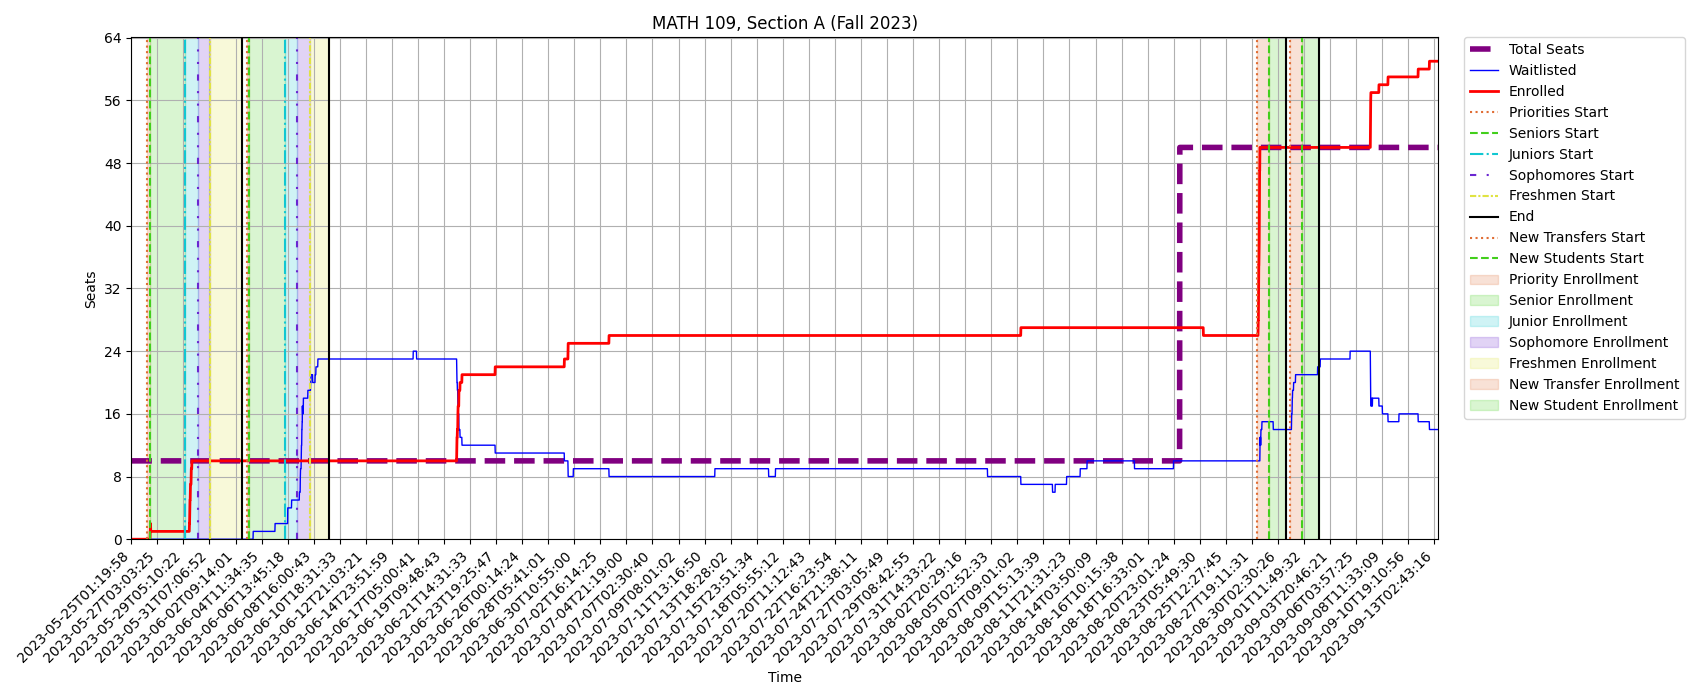 MATH 109, Section A (Fall 2023)
64
56
48
40
32
24
16
8
0
Seats
2023-05-25T01:19:58
2023-05-27T03:03:25
2023-05-29T05:10:22
2023-05-31T07:06:52
2023-06-02T09:14:01
2023-06-04T11:34:35
2023-06-06T13:45:18
2023-06-08T16:00:43
2023-06-10T18:31:33
2023-06-12T21:03:21
2023-06-14T23:51:59
2023-06-17T05:00:41
2023-06-19T09:48:43
2023-06-21T14:31:33
2023-06-23T19:25:47
2023-06-26T00:14:24
2023-06-28T05:41:01
2023-06-30T10:55:00
2023-07-02T16:14:25
2023-07-04T21:19:00
2023-07-07T02:30:40
2023-07-09T08:01:02
2023-07-11T13:16:50
2023-07-13T18:28:02
2023-07-15T23:51:34
2023-07-18T05:55:12
2023-07-20T11:12:43
2023-07-22T16:23:54
2023-07-24T21:38:11
2023-07-27T03:05:49
2023-07-29T08:42:55
2023-07-31T14:33:22
2023-08-02T20:29:16
2023-08-05T02:52:33
2023-08-07T09:01:02
2023-08-09T15:13:39
2023-08-11T21:31:23
2023-08-14T03:50:09
2023-08-16T10:15:38
2023-08-18T16:33:01
2023-08-20T23:01:24
2023-08-23T05:49:30
2023-08-25T12:27:45
2023-08-27T19:11:31
2023-08-30T02:30:26
2023-09-01T11:49:32
2023-09-03T20:46:21
2023-09-06T03:57:25
2023-09-08T11:33:09
2023-09-10T19:10:56
2023-09-13T02:43:16
Time
Total Seats
Waitlisted
Enrolled
Priorities Start
Seniors Start
Juniors Start
Sophomores Start
Freshmen Start
End
New Transfers Start
New Students Start
Priority Enrollment
Senior Enrollment
Junior Enrollment
Sophomore Enrollment
Freshmen Enrollment
New Transfer Enrollment
New Student Enrollment